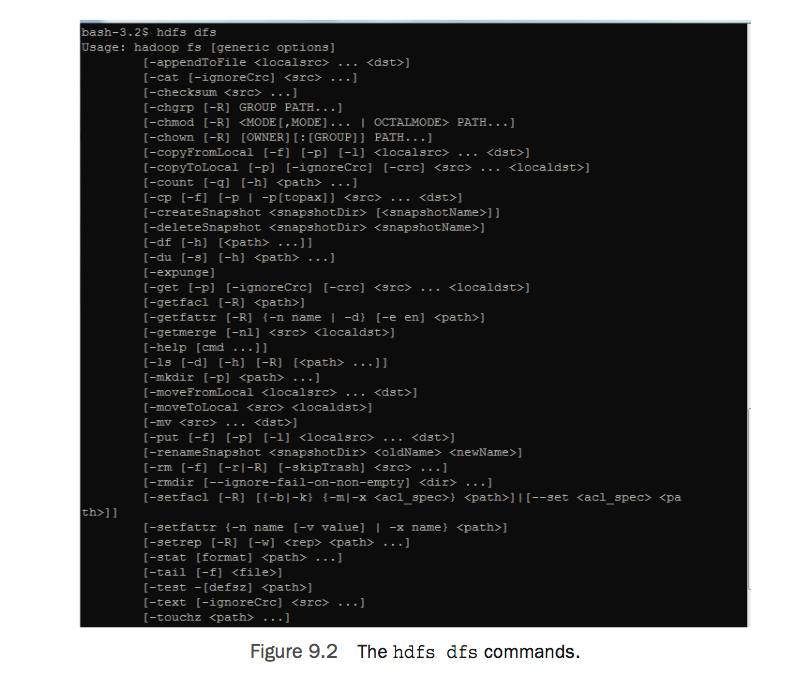 bash-3.2$ hdfs dfs
Usage: hadoop fs [generic options]
[-appendToFile <localsrc> ... <dst>]
[-cat [-ignoreCrc] <src> ...]
[-checksum <src> ...]
[-chgrp [-R] GROUP PATH...]
[-chmod [-R] <MODE[,MODE]... | OCTALMODE> PATH...]
[-chown [-R] [OWNER][:[GROUP]] PATH...]
[-copyFromLocal [-f] [-p] [-l] <localsrc> ... <dst>]
[-copyToLocal [-p] [-ignoreCrc] [-crc] <src> ... <localdst>]
[-count [-q] [-h] <path> ...]
[-cp [-f] [-p | -p[topax]] <src> ... <dst>]
[-createSnapshot <snapshotDir> [<snapshotName>]]
[-deleteSnapshot <snapshotDir> <snapshotName>]
[-df [-h] [<path> ...]]
[-du [-s] [-h] <path> ...]
[-expunge]
[-get [-p] [-ignoreCrc] [-crc] <src> ... <localdst>]
[-getfacl [-R] <path>]
[-getfattr [-R] {-n name | -d} [-e en] <path>]
[-getmerge [-nl] <src> <localdst>]
[-help [cmd ...]]
[-ls [-d] [-h] [-R] [<path> ...]]
[-mkdir [-p] <path> ...]
[-moveFromLocal <localsrc> ... <dst>]
[-moveToLocal <src> <localdst>]
[-mv <src> ... <dst>]
[-put [-f] [-p] [-l] <localsrc> ... <dst>]
[-renameSnapshot <snapshotDir> <oldName> <newName>]
[-rm [-f] [-r|-R] [-skipTrash] <src> ...]
[-rmdir [--ignore-fail-on-non-empty] <dir> ...]
[-setfacl [-R] [{-b|-k} {-m|-x <acl_spec>} <path>]|[--set <acl_spec> <pa
th>]]
[-setfattr {-n name [-v value] | -x name} <path>]
[-setrep [-R] [-w] <rep> <path> ...]
[-stat [format] <path> ...]
[-tail [-f] <file>]
[-test -[defsz] <path>]
[-text [-ignoreCrc] <src> ...]
[-touchz <path> ...]
Figure 9.2 The hdfs dfs commands.